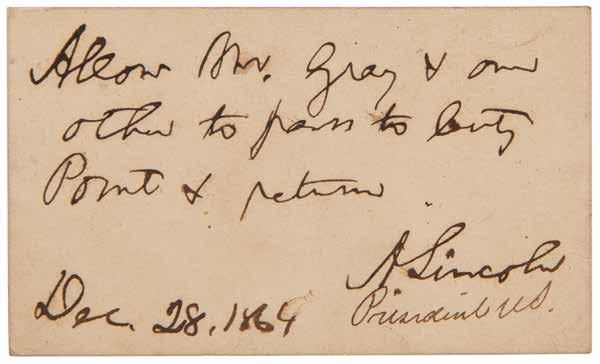 Allow Mr. Gray & one
other to pass to City
Point & return
A Lincoln
President U.S.
Dec. 28, 1864